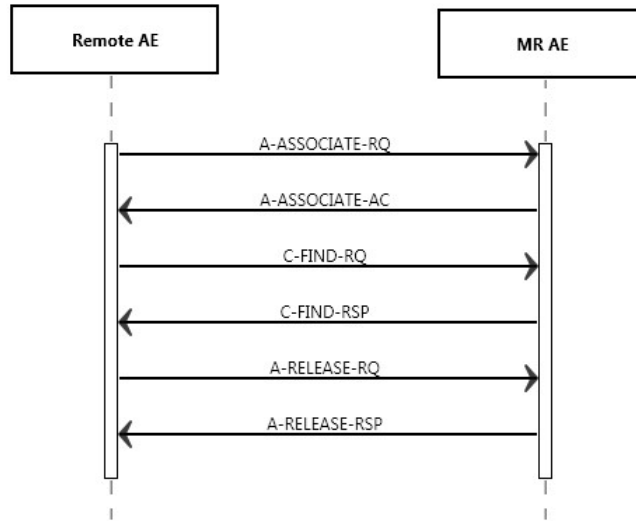 Remote AE
MR AE
A-ASSOCIATE-RQ
A-ASSOCIATE-AC
C-FIND-RQ
C-FIND-RSP
A-RELEASE-RQ
A-RELEASE-RSP